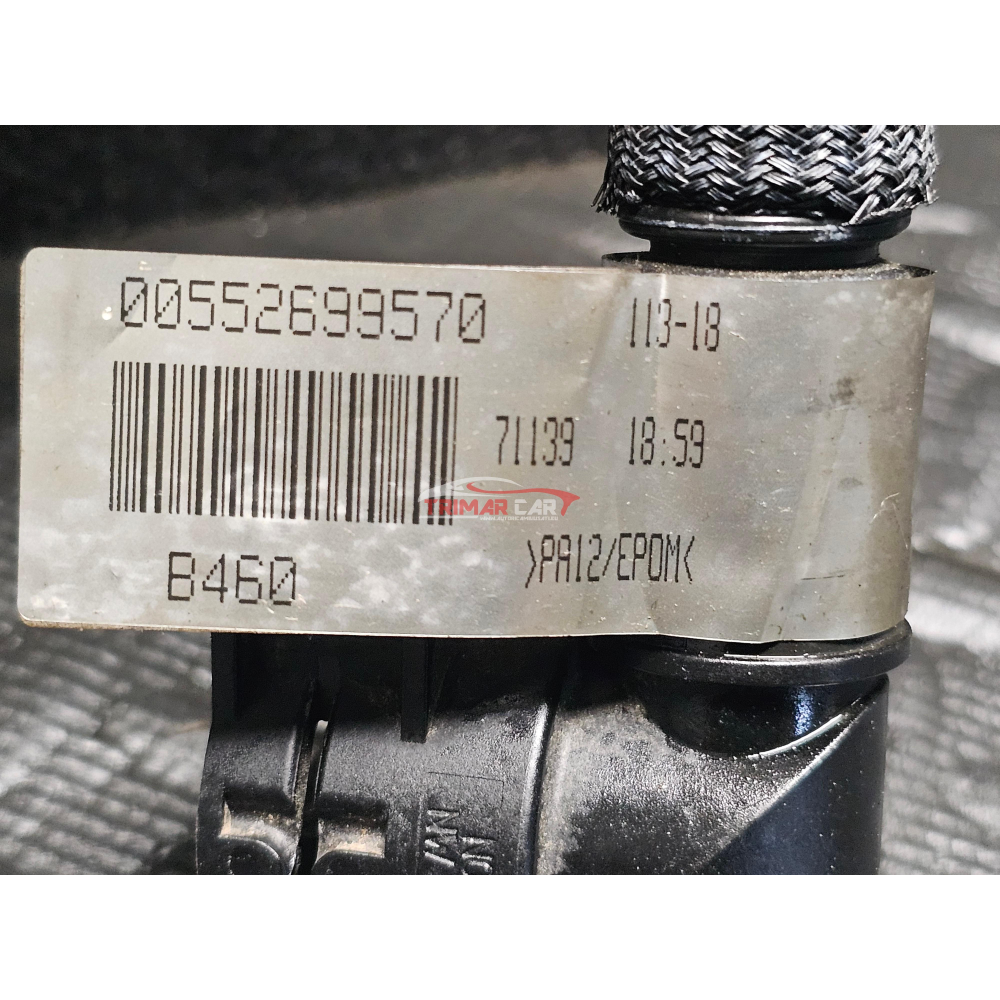 00552699570
113-18
71139
18:59
B460
>PA12/EPDM<
TRIMAR CAR